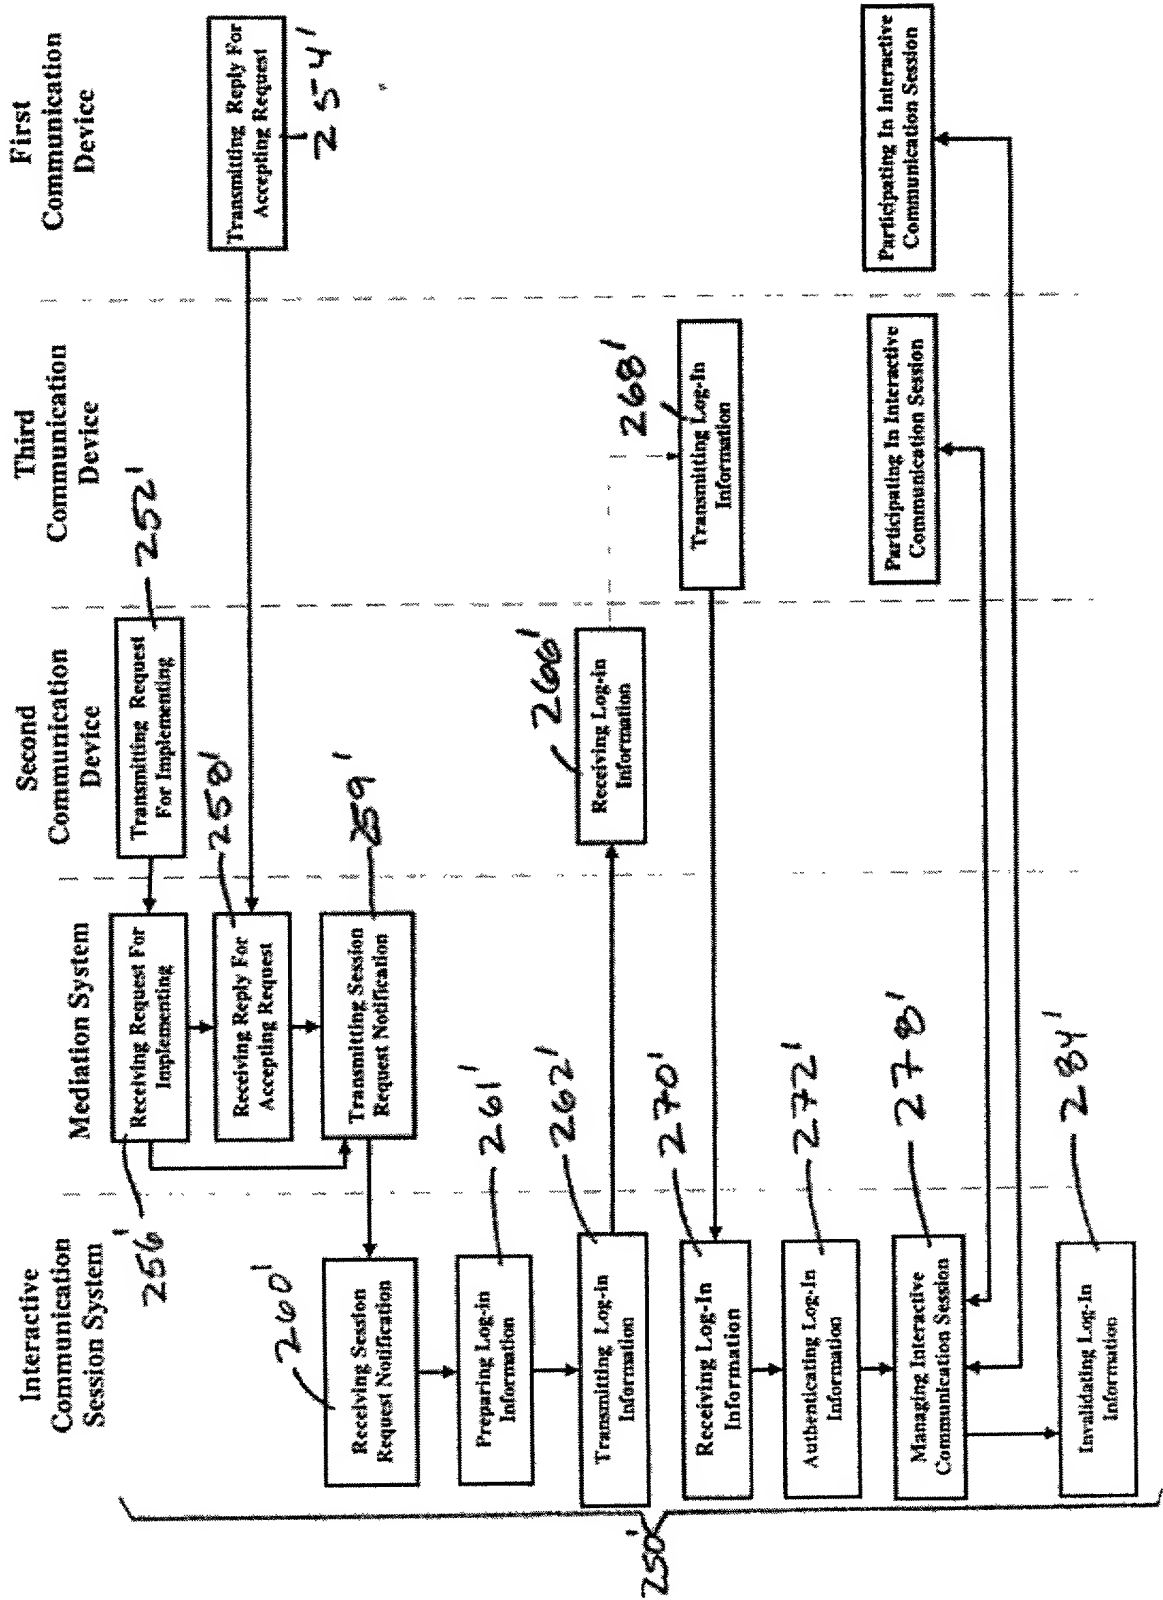 Interactive
Communication
Session System
Mediation System
Second
Communication
Device
Third
Communication
Device
First
Communication
Device
Transmitting Request
For Implementing
252'
Receiving Request For
Implementing
256'
Transmitting Reply For
Accepting Request
254'
Receiving Reply For
Accepting Request
258'
Transmitting Session
Request Notification
259'
Receiving Session
Request Notification
260'
Preparing Log-in
Information
261'
Transmitting Log-in
Information
262'
Receiving Log-in
Information
266'
Transmitting Log-In
Information
268'
Receiving Log-In
Information
270'
Authenticating Log-In
Information
272'
Managing Interactive
Communication Session
278'
Participating In Interactive
Communication Session
Participating In Interactive
Communication Session
Invalidating Log-In
Information
284'
250'